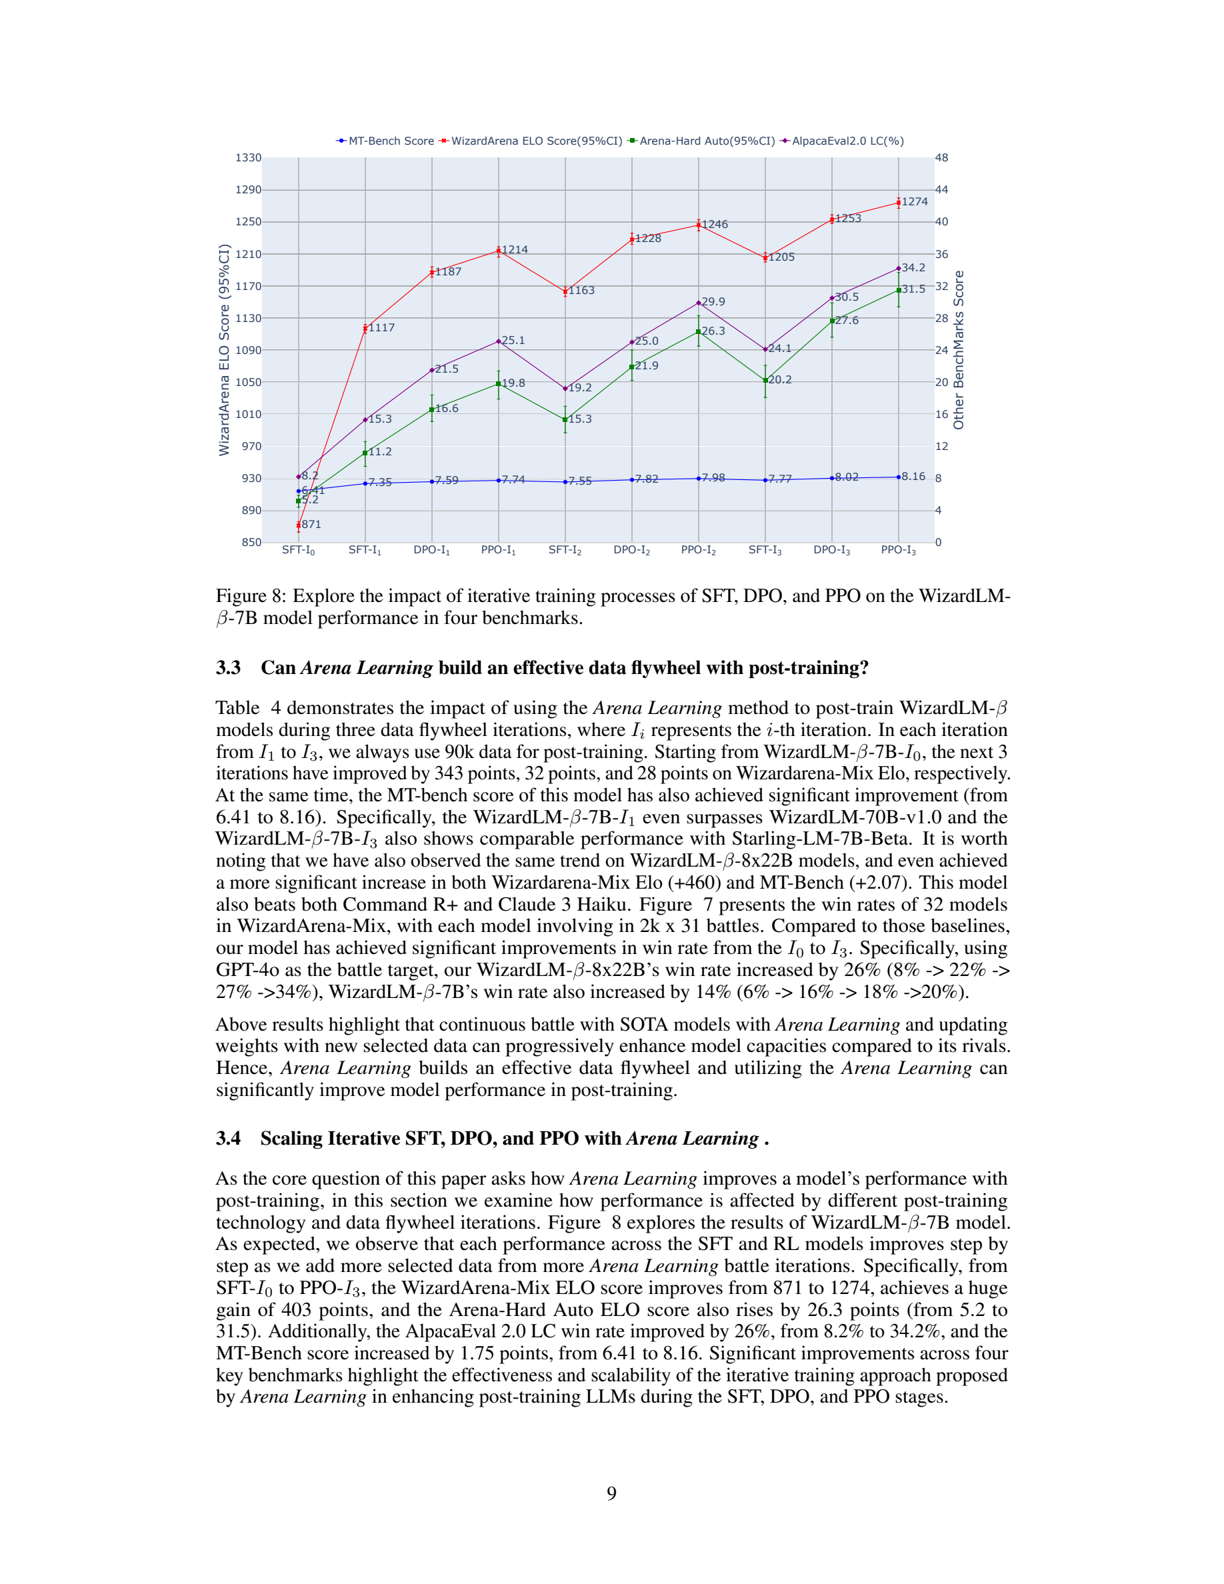 MT-Bench Score WizardArena ELO Score(95%CI) Arena-Hard Auto(95%CI) AlpacaEval2.0 LC(%)
1330 48
1290 44
1250 40
1210 36
1170 32
1130 28
1090 24
1050 20
1010 16
970 12
930 8
890 4
850 0
WizardArena ELO Score (95%CI)
Other BenchMarks Score
871 1117 1187 1214 1163 1228 1246 1205 1253 1274
8.2 15.3 21.5 25.1 19.2 25.0 29.9 24.1 30.5 34.2
5.2 11.2 16.6 19.8 15.3 21.9 26.3 20.2 27.6 31.5
6.41 7.35 7.59 7.74 7.55 7.82 7.98 7.77 8.02 8.16
SFT-I₀ SFT-I₁ DPO-I₁ PPO-I₁ SFT-I₂ DPO-I₂ PPO-I₂ SFT-I₃ DPO-I₃ PPO-I₃
Figure 8: Explore the impact of iterative training processes of SFT, DPO, and PPO on the WizardLM-
β-7B model performance in four benchmarks.
3.3 Can Arena Learning build an effective data flywheel with post-training?
Table 4 demonstrates the impact of using the Arena Learning method to post-train WizardLM-β
models during three data flywheel iterations, where Iᵢ represents the i-th iteration. In each iteration
from I₁ to I₃, we always use 90k data for post-training. Starting from WizardLM-β-7B-I₀, the next 3
iterations have improved by 343 points, 32 points, and 28 points on Wizardarena-Mix Elo, respectively.
At the same time, the MT-bench score of this model has also achieved significant improvement (from
6.41 to 8.16). Specifically, the WizardLM-β-7B-I₁ even surpasses WizardLM-70B-v1.0 and the
WizardLM-β-7B-I₃ also shows comparable performance with Starling-LM-7B-Beta. It is worth
noting that we have also observed the same trend on WizardLM-β-8x22B models, and even achieved
a more significant increase in both Wizardarena-Mix Elo (+460) and MT-Bench (+2.07). This model
also beats both Command R+ and Claude 3 Haiku. Figure 7 presents the win rates of 32 models
in WizardArena-Mix, with each model involving in 2k x 31 battles. Compared to those baselines,
our model has achieved significant improvements in win rate from the I₀ to I₃. Specifically, using
GPT-4o as the battle target, our WizardLM-β-8x22B's win rate increased by 26% (8% -> 22% ->
27% ->34%), WizardLM-β-7B's win rate also increased by 14% (6% -> 16% -> 18% ->20%).
Above results highlight that continuous battle with SOTA models with Arena Learning and updating
weights with new selected data can progressively enhance model capacities compared to its rivals.
Hence, Arena Learning builds an effective data flywheel and utilizing the Arena Learning can
significantly improve model performance in post-training.
3.4 Scaling Iterative SFT, DPO, and PPO with Arena Learning .
As the core question of this paper asks how Arena Learning improves a model's performance with
post-training, in this section we examine how performance is affected by different post-training
technology and data flywheel iterations. Figure 8 explores the results of WizardLM-β-7B model.
As expected, we observe that each performance across the SFT and RL models improves step by
step as we add more selected data from more Arena Learning battle iterations. Specifically, from
SFT-I₀ to PPO-I₃, the WizardArena-Mix ELO score improves from 871 to 1274, achieves a huge
gain of 403 points, and the Arena-Hard Auto ELO score also rises by 26.3 points (from 5.2 to
31.5). Additionally, the AlpacaEval 2.0 LC win rate improved by 26%, from 8.2% to 34.2%, and the
MT-Bench score increased by 1.75 points, from 6.41 to 8.16. Significant improvements across four
key benchmarks highlight the effectiveness and scalability of the iterative training approach proposed
by Arena Learning in enhancing post-training LLMs during the SFT, DPO, and PPO stages.
9